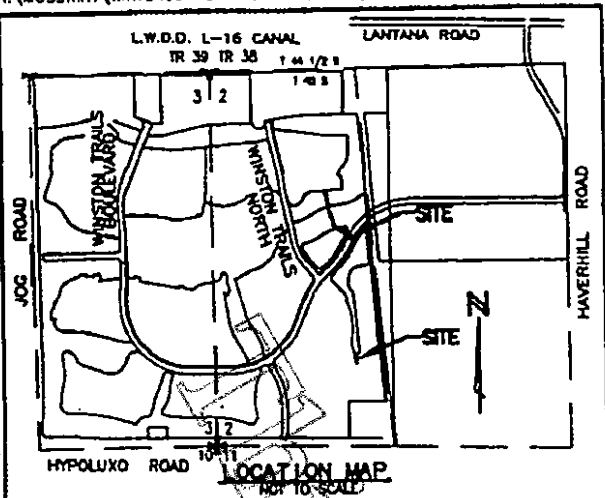 L.W.D.D. L-16 CANAL
LANTANA ROAD
TR 39 TR 38
T 44 1/2 S
3 2
WINSTON TRAILS
BOULEVARD
WINSTON TRAILS
NORTH
JOG ROAD
SITE
HAVERHILL ROAD
N
SITE
3 2
10 11
HYPOLUXO ROAD
LOCATION MAP
NOT TO SCALE